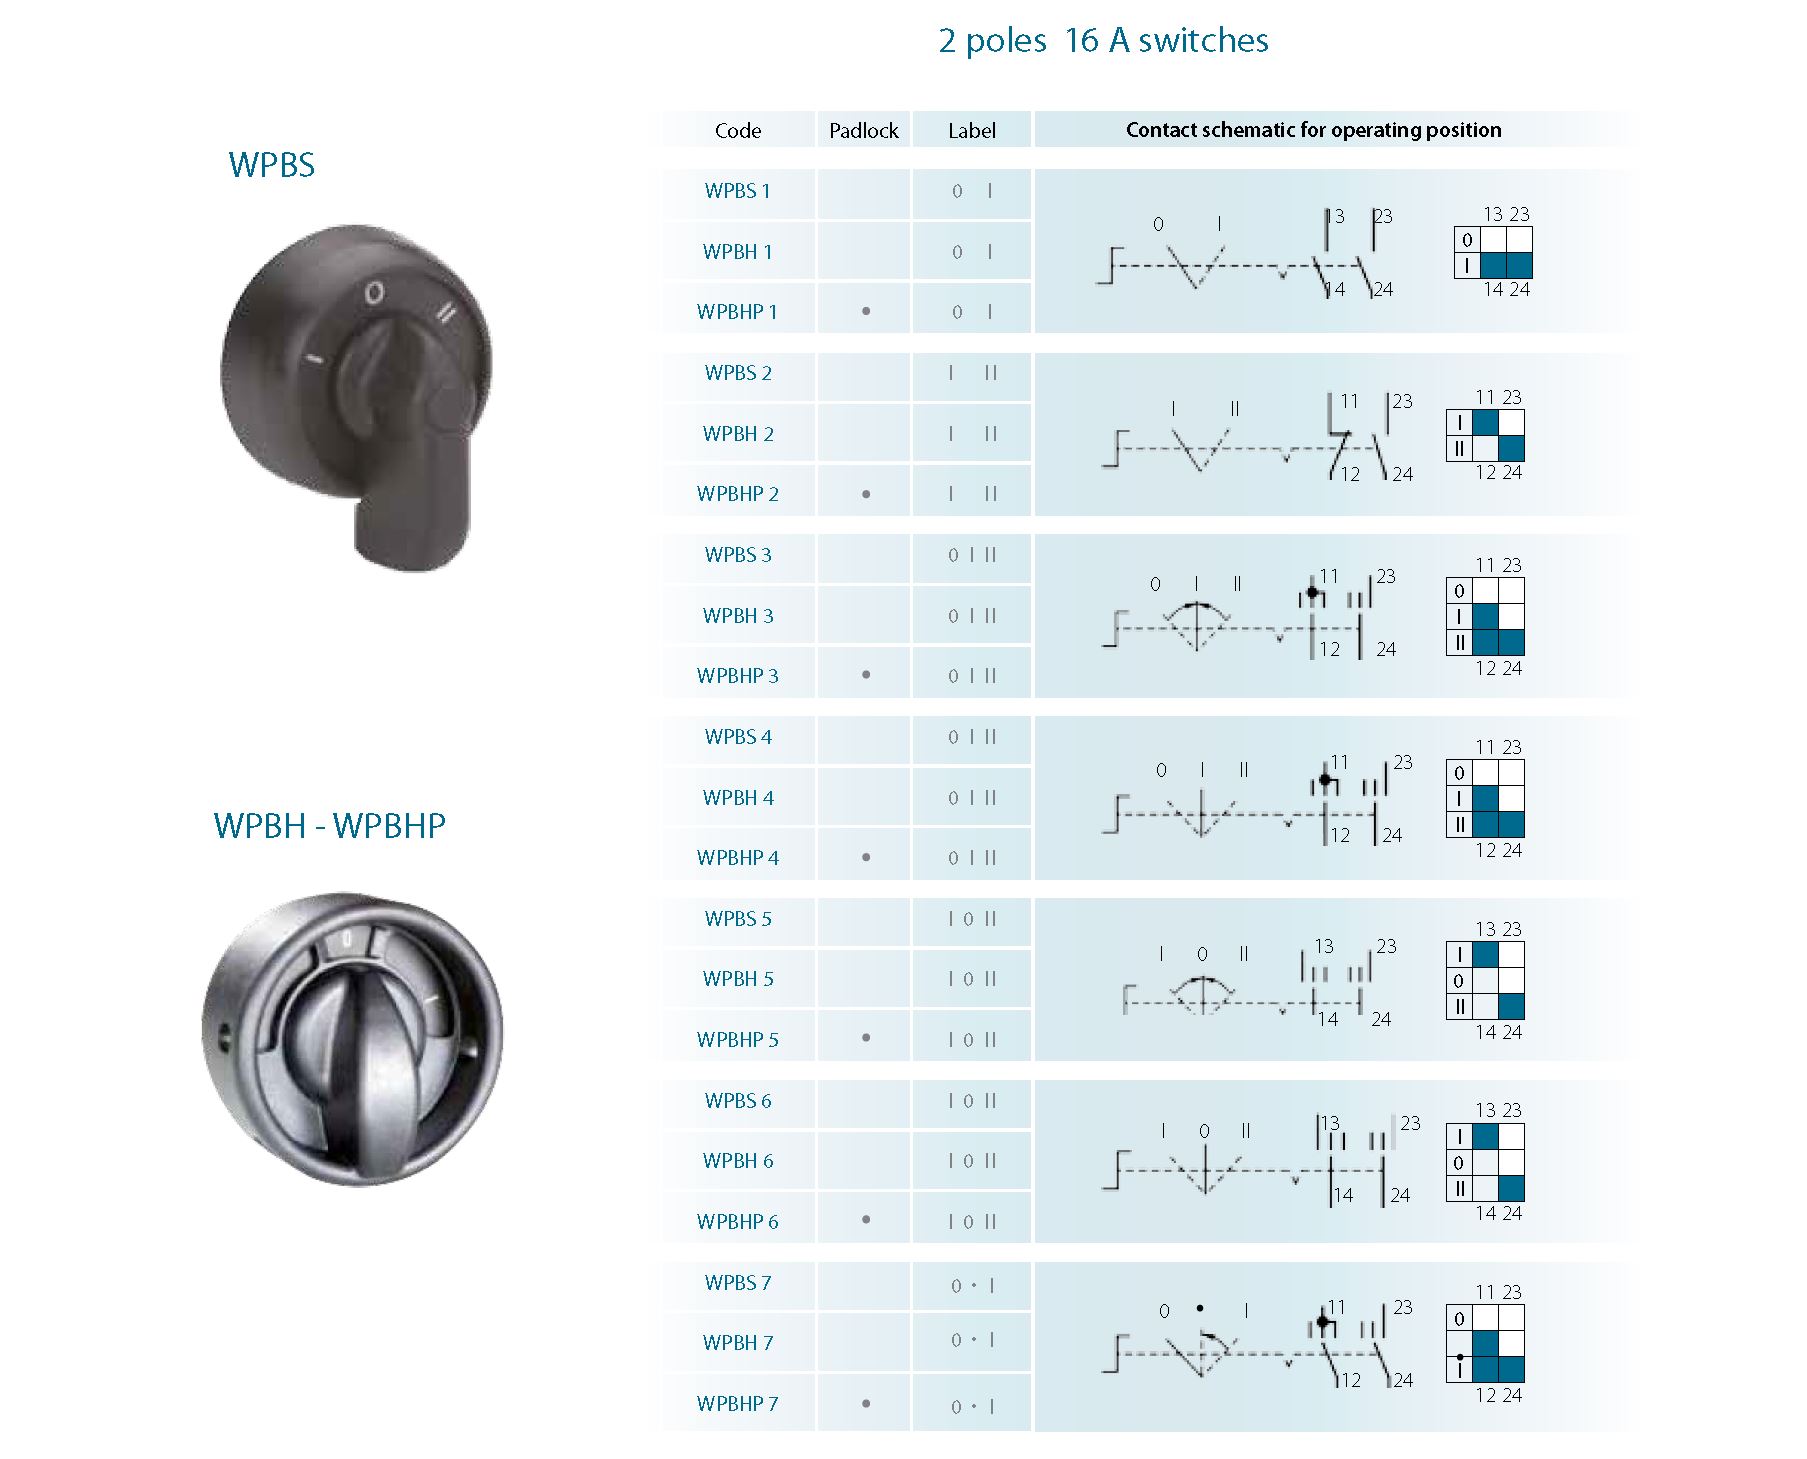 2 poles 16 A switches
Code Padlock Label Contact schematic for operating position
WPBS
O
I
II
WPBH - WPBHP
0
I
WPBS 1 0 I
WPBH 1 0 I
WPBHP 1 • 0 I
0 I 13 23
14 24
13 23
0
I
14 24
WPBS 2 I II
WPBH 2 I II
WPBHP 2 • I II
I II 11 23
12 24
11 23
I
II
12 24
WPBS 3 0 I II
WPBH 3 0 I II
WPBHP 3 • 0 I II
0 I II 11 23
12 24
11 23
0
I
II
12 24
WPBS 4 0 I II
WPBH 4 0 I II
WPBHP 4 • 0 I II
0 I II 11 23
12 24
11 23
0
I
II
12 24
WPBS 5 I 0 II
WPBH 5 I 0 II
WPBHP 5 • I 0 II
I 0 II 13 23
14 24
13 23
I
0
II
14 24
WPBS 6 I 0 II
WPBH 6 I 0 II
WPBHP 6 • I 0 II
I 0 II 13 23
14 24
13 23
I
0
II
14 24
WPBS 7 0 • I
WPBH 7 0 • I
WPBHP 7 • 0 • I
0 • I 11 23
12 24
11 23
0
•
I
12 24